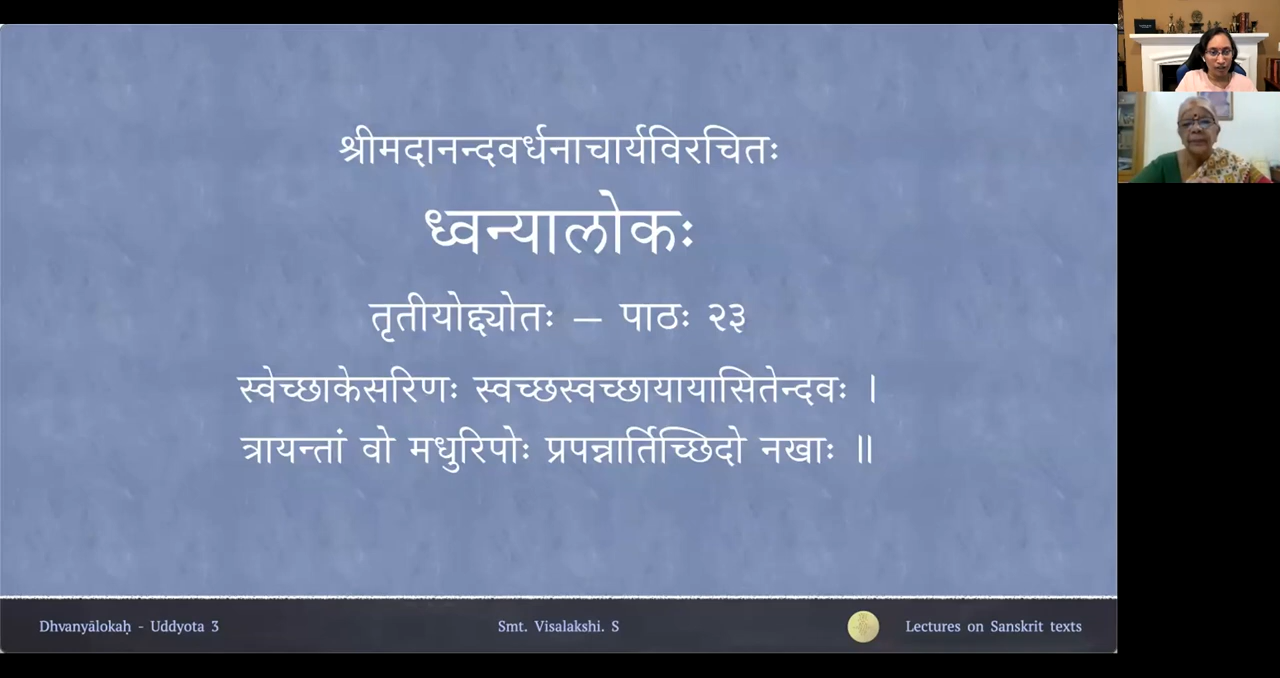 श्रीमदानन्दवर्धनाचार्यविरचितः
ध्वन्यालोकः
तृतीयोद्द्योतः – पाठः २३
स्वेच्छाकेसरिणः स्वच्छस्वच्छायायासितेन्दवः ।
त्रायन्तां वो मधुरिपोः प्रपन्नार्तिच्छिदो नखाः ॥
Dhvanyālokaḥ - Uddyota 3 Smt. Visalakshi. S Lectures on Sanskrit texts